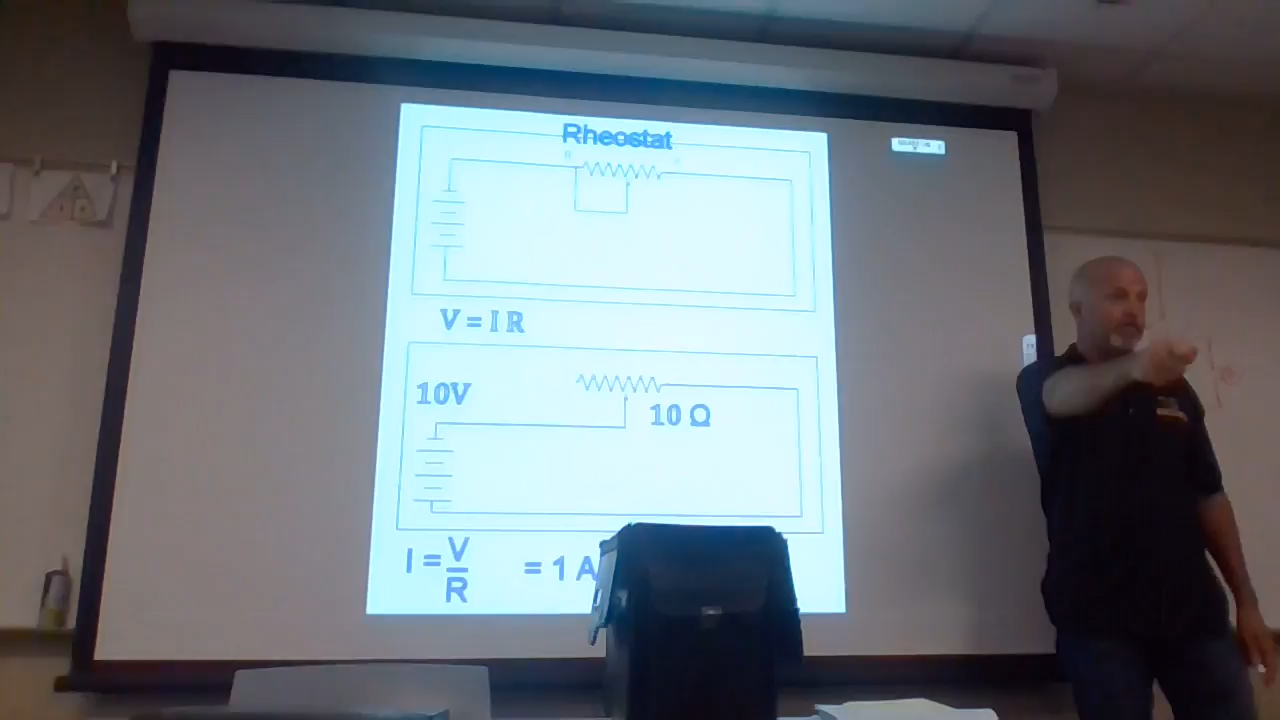 Rheostat
V = I R
10V
10 Ω
I = V/R = 1 A